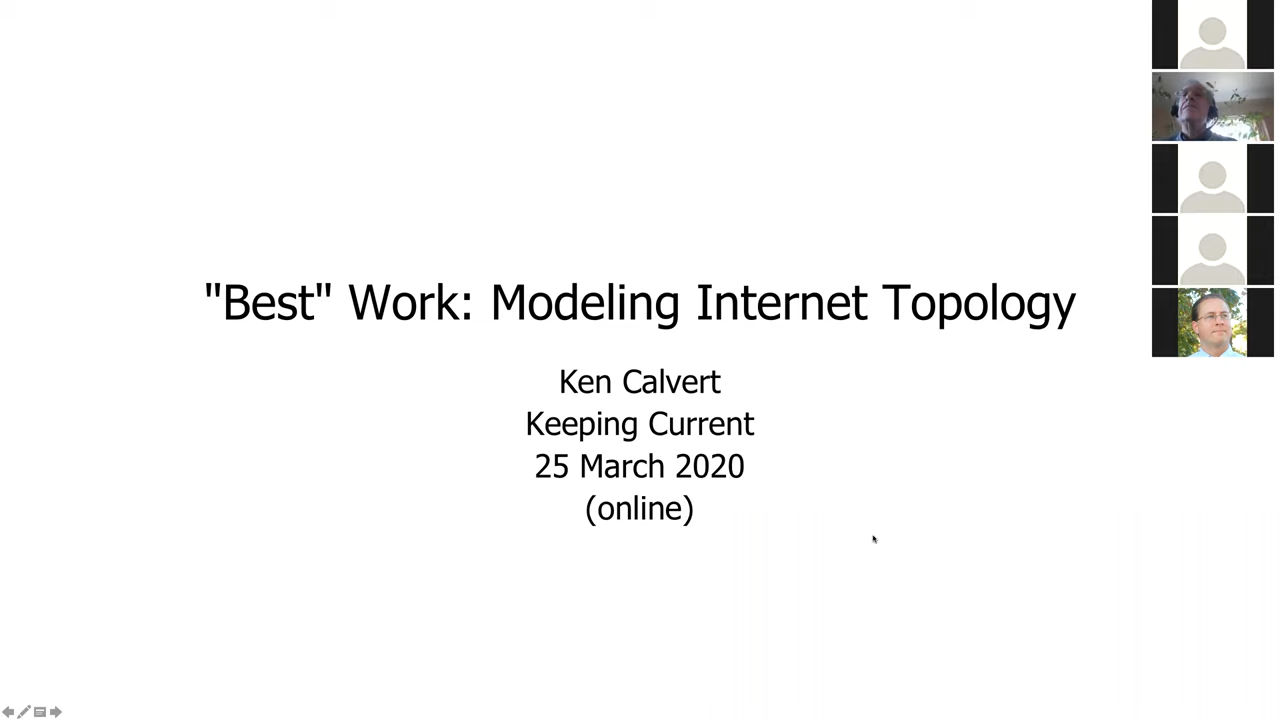 "Best" Work: Modeling Internet Topology
Ken Calvert
Keeping Current
25 March 2020
(online)